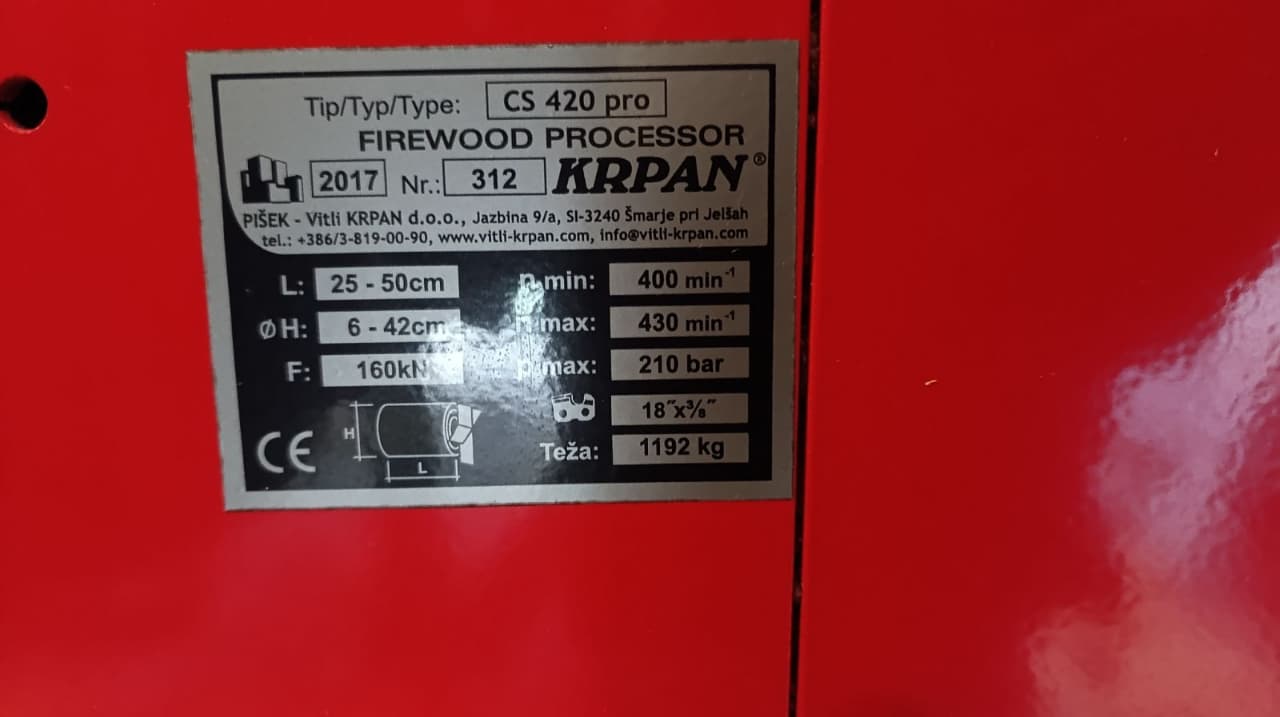 Tip/Typ/Type: CS 420 pro
FIREWOOD PROCESSOR
2017 Nr.: 312 KRPAN®
PIŠEK - Vitli KRPAN d.o.o., Jazbina 9/a, SI-3240 Šmarje pri Jelšah
tel.: +386/3-819-00-90, www.vitli-krpan.com, info@vitli-krpan.com
L: 25 - 50cm n min: 400 min⁻¹
øH: 6 - 42cm n max: 430 min⁻¹
F: 160kN p max: 210 bar
18"x⅜"
CE H L Teža: 1192 kg